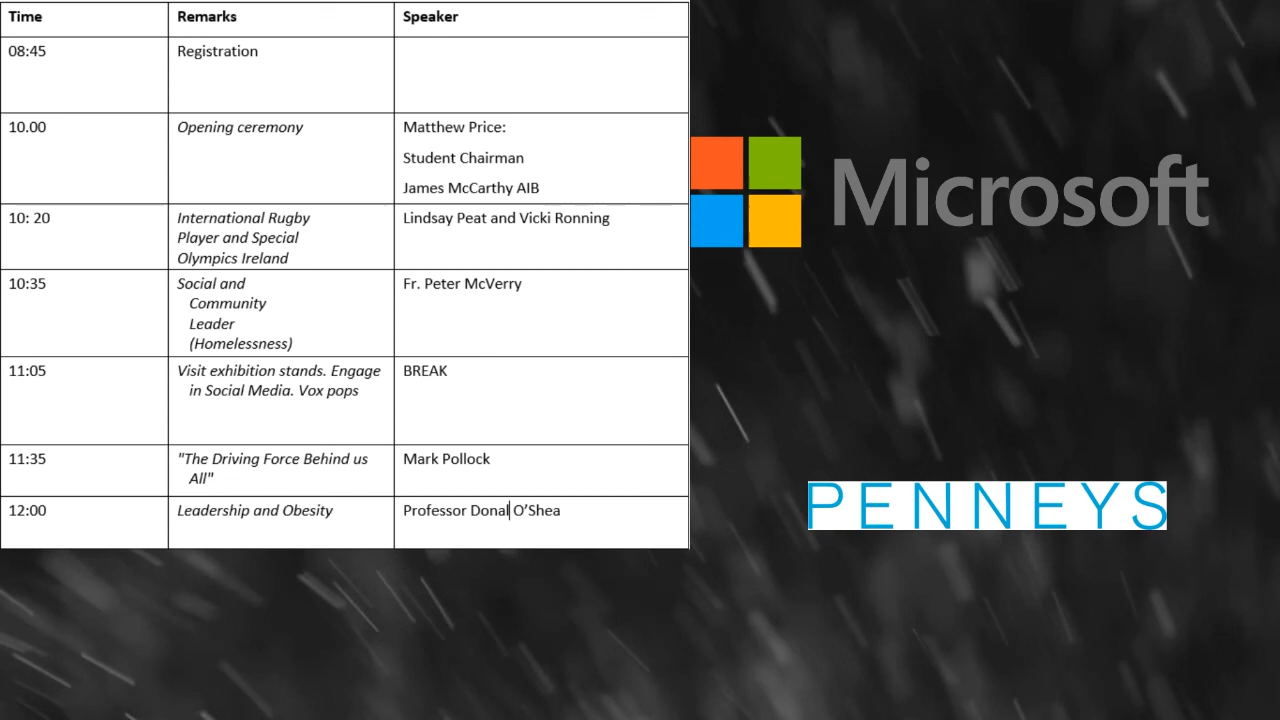 Time Remarks Speaker
08:45 Registration
10.00 Opening ceremony Matthew Price:
Student Chairman
James McCarthy AIB
10: 20 International Rugby Lindsay Peat and Vicki Ronning
Player and Special
Olympics Ireland
10:35 Social and Fr. Peter McVerry
Community
Leader
(Homelessness)
11:05 Visit exhibition stands. Engage BREAK
in Social Media. Vox pops
11:35 "The Driving Force Behind us Mark Pollock
All"
12:00 Leadership and Obesity Professor Donal O’Shea
Microsoft
PENNEYS